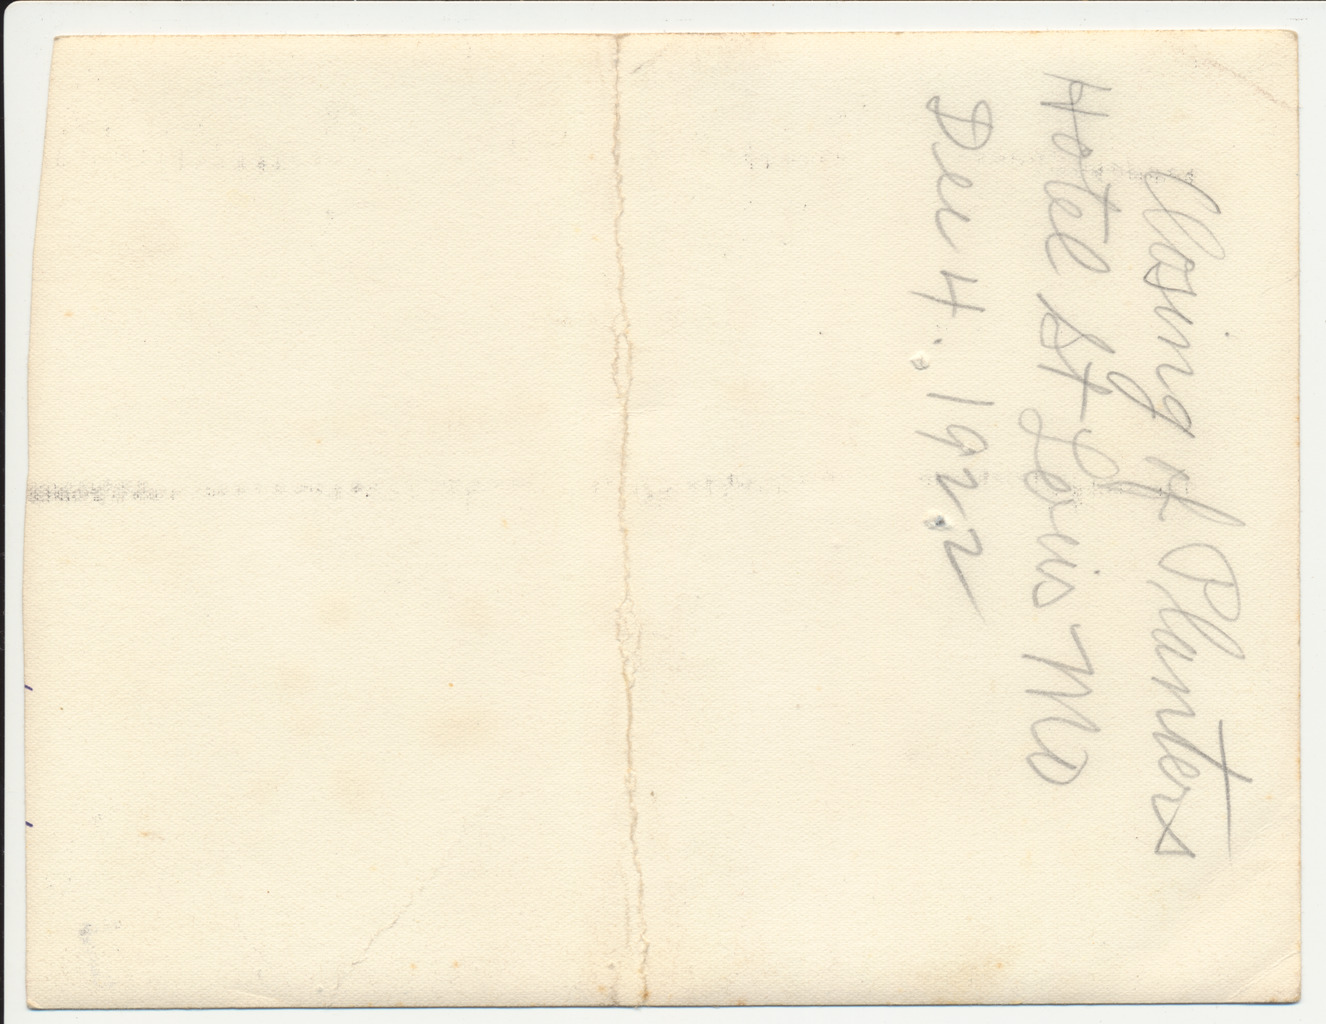 Closing of Planters
Hotel St Louis Mo
Dec 4. 1922